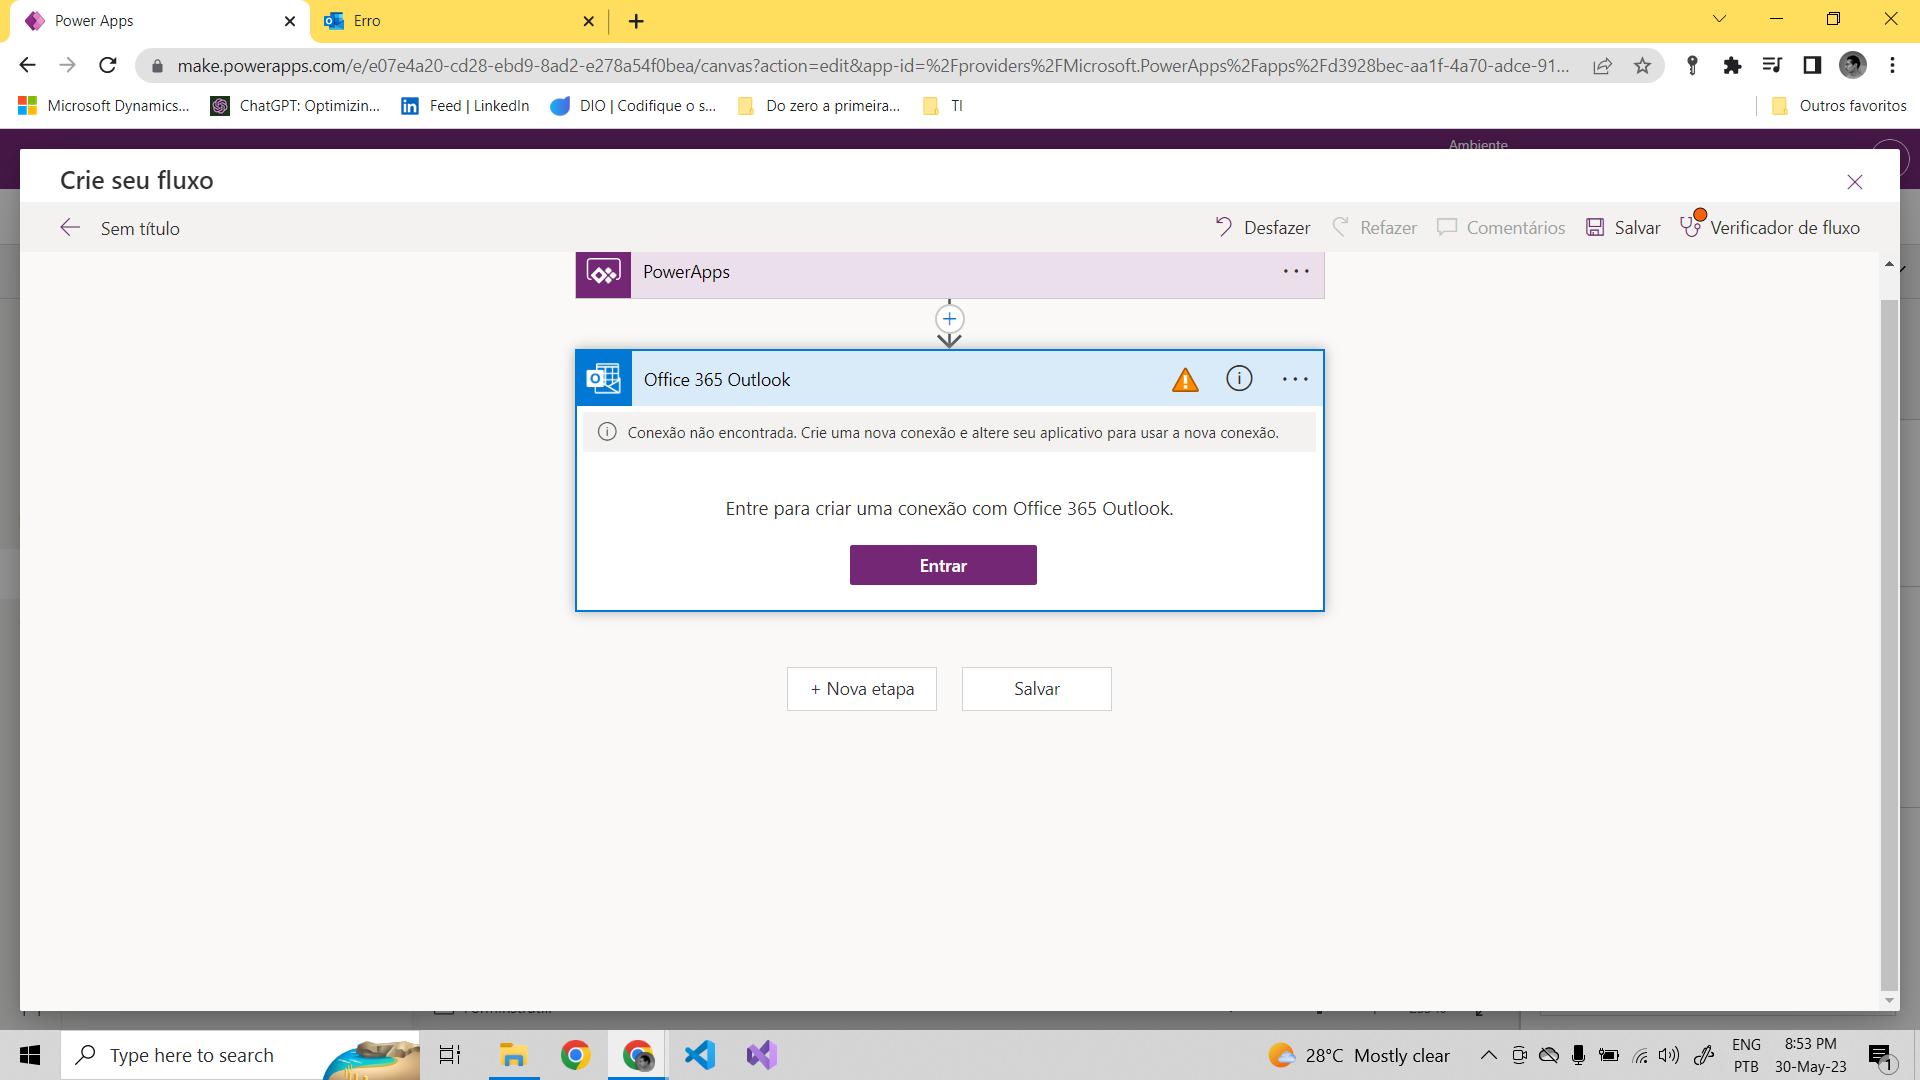 Power Apps
Erro
make.powerapps.com/e/e07e4a20-cd28-ebd9-8ad2-e278a54f0bea/canvas?action=edit&app-id=%2Fproviders%2FMicrosoft.PowerApps%2Fapps%2Fd3928bec-aa1f-4a70-adce-91...
Microsoft Dynamics...
ChatGPT: Optimizin...
Feed | LinkedIn
DIO | Codifique o s...
Do zero a primeira...
TI
Outros favoritos
Ambiente
Crie seu fluxo
Sem título
Desfazer
Refazer
Comentários
Salvar
Verificador de fluxo
PowerApps
Office 365 Outlook
Conexão não encontrada. Crie uma nova conexão e altere seu aplicativo para usar a nova conexão.
Entre para criar uma conexão com Office 365 Outlook.
Entrar
+ Nova etapa
Salvar
Type here to search
28°C Mostly clear
ENG
PTB
8:53 PM
30-May-23
1